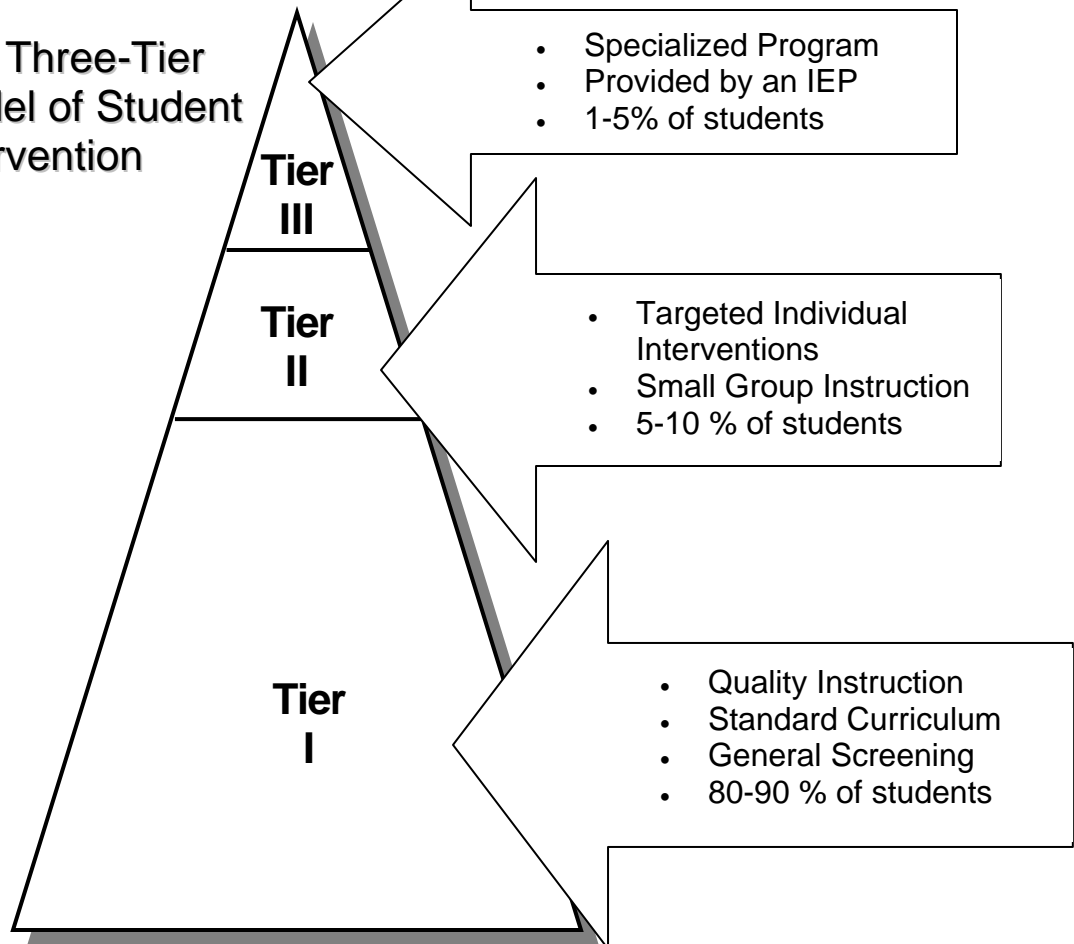 Three-Tier
of Student
Tier
III
• Specialized Program
• Provided by an IEP
• 1-5% of students
Tier
II
• Targeted Individual
Interventions
• Small Group Instruction
• 5-10 % of students
Tier
I
• Quality Instruction
• Standard Curriculum
• General Screening
• 80-90 % of students